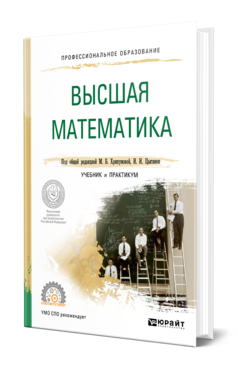 ПРОФЕССИОНАЛЬНОЕ ОБРАЗОВАНИЕ
ВЫСШАЯ
МАТЕМАТИКА
Под общей редакцией М. Б. Хрипуновой, И. И. Цыганок
УЧЕБНИК и ПРАКТИКУМ
УМО СПО рекомендует
юрайт